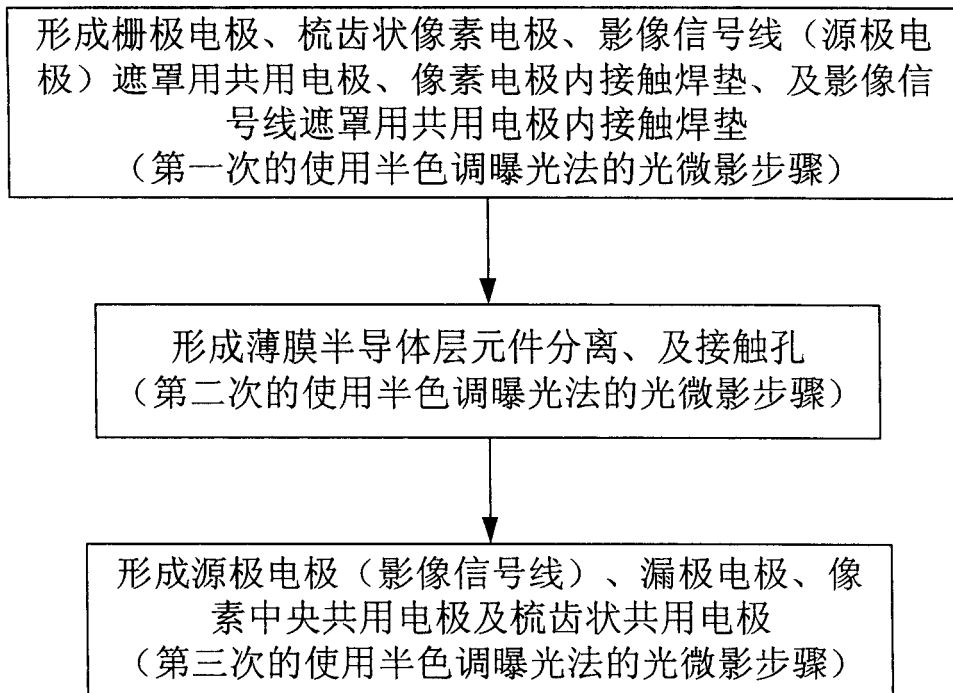 形成栅极电极、梳齿状像素电极、影像信号线（源极电
极）遮罩用共用电极、像素电极内接触焊垫、及影像信
号线遮罩用共用电极内接触焊垫
（第一次的使用半色调曝光法的光微影步骤）
形成薄膜半导体层元件分离、及接触孔
（第二次的使用半色调曝光法的光微影步骤）
形成源极电极（影像信号线）、漏极电极、像
素中央共用电极及梳齿状共用电极
（第三次的使用半色调曝光法的光微影步骤）